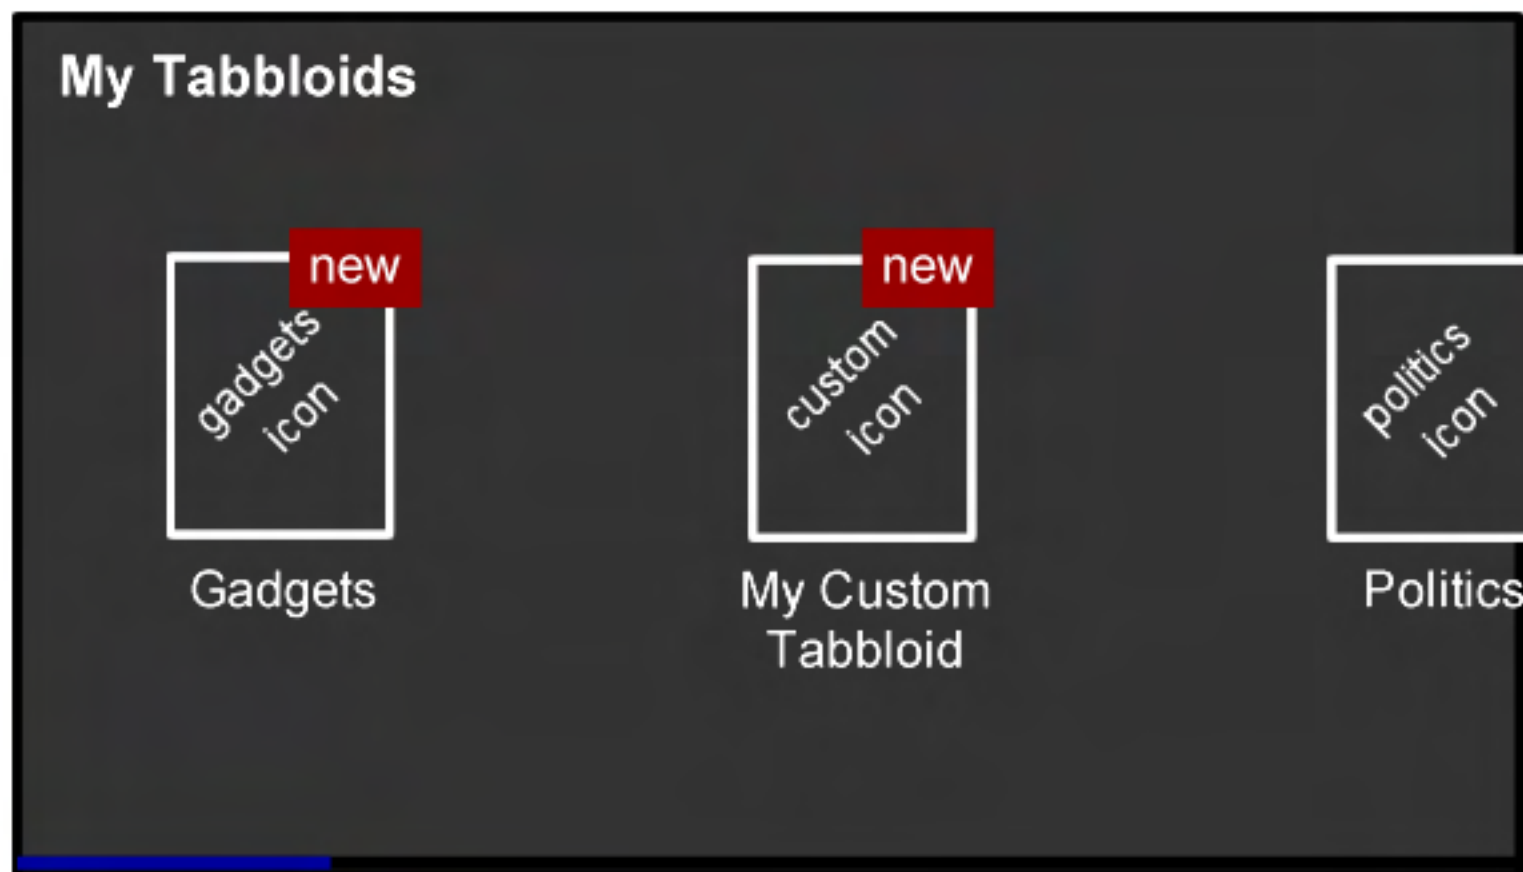 My Tabbloids
new
gadgets
icon
Gadgets
new
custom
icon
My Custom
Tabbloid
politics
icon
Politics